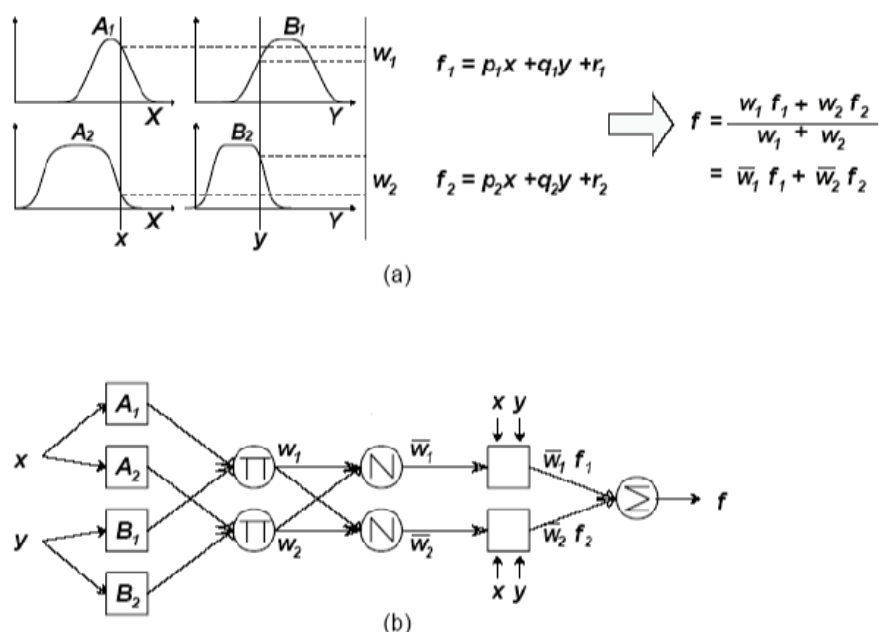 A₁ B₁
w₁ f₁ = p₁x +q₁y +r₁
X Y
f = w₁ f₁ + w₂ f₂ / w₁ + w₂
A₂ B₂
w₂ f₂ = p₂x +q₂y +r₂
= w̅₁ f₁ + w̅₂ f₂
X Y
x y
(a)
A₁
x y
x A₂ ∏ w₁ N w̅₁ w̅₁ f₁
Σ f
y B₁ ∏ w₂ N w̅₂ w̅₂ f₂
B₂ x y
(b)